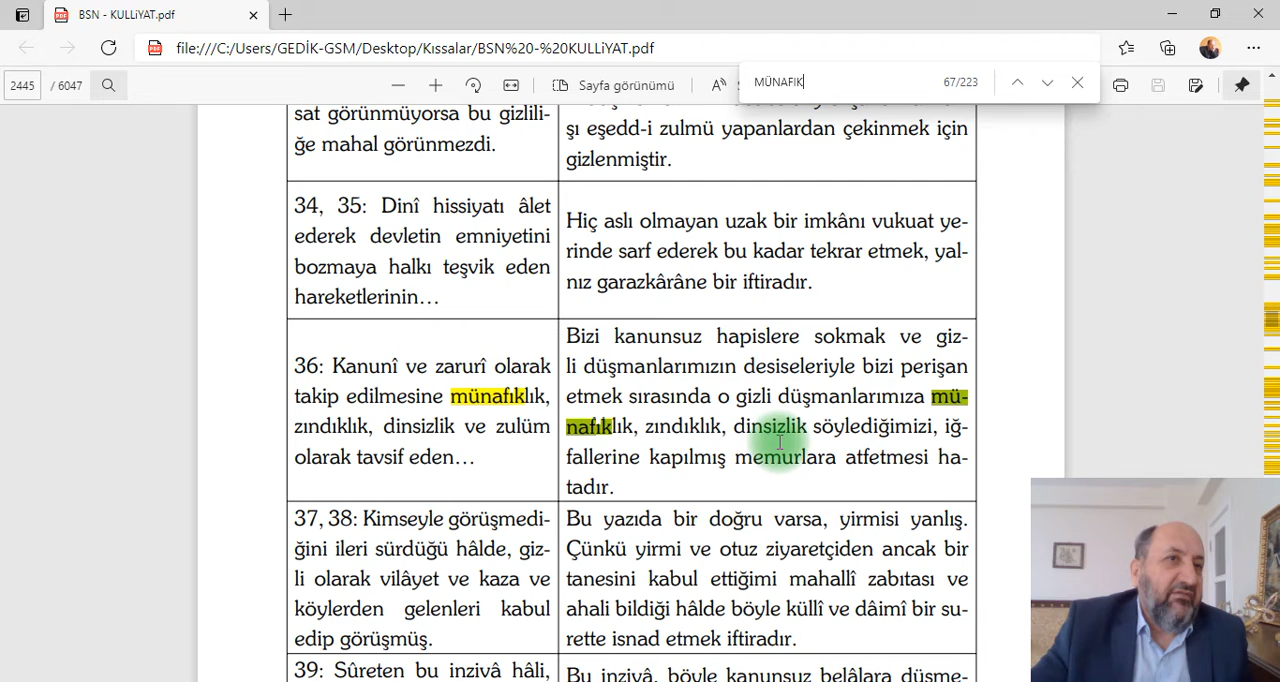 BSN - KULLiYAT.pdf
file:///C:/Users/GEDİK-GSM/Desktop/Kıssalar/BSN%20-%20KULLiYAT.pdf
2445 / 6047
Sayfa görünümü
MÜNAFIK
67/223
sat görünmüyorsa bu gizlili-
ğe mahal görünmezdi.
şı eşedd-i zulmü yapanlardan çekinmek için
gizlenmiştir.
34, 35: Dinî hissiyatı âlet
ederek devletin emniyetini
bozmaya halkı teşvik eden
hareketlerinin…
Hiç aslı olmayan uzak bir imkânı vukuat ye-
rinde sarf ederek bu kadar tekrar etmek, yal-
nız garazkârâne bir iftiradır.
36: Kanunî ve zarurî olarak
takip edilmesine münafıklık,
zındıklık, dinsizlik ve zulüm
olarak tavsif eden…
Bizi kanunsuz hapislere sokmak ve giz-
li düşmanlarımızın desiseleriyle bizi perişan
etmek sırasında o gizli düşmanlarımıza mü-
nafıklık, zındıklık, dinsizlik söylediğimizi, iğ-
fallerine kapılmış memurlara atfetmesi ha-
tadır.
37, 38: Kimseyle görüşmedi-
ğini ileri sürdüğü hâlde, giz-
li olarak vilâyet ve kaza ve
köylerden gelenleri kabul
edip görüşmüş.
Bu yazıda bir doğru varsa, yirmisi yanlış.
Çünkü yirmi ve otuz ziyaretçiden ancak bir
tanesini kabul ettiğimi mahallî zabıtası ve
ahali bildiği hâlde böyle küllî ve dâimî bir su-
rette isnad etmek iftiradır.
39: Sûreten bu inzivâ hâli,
Bu inzivâ, böyle kanunsuz belâlara düşme-